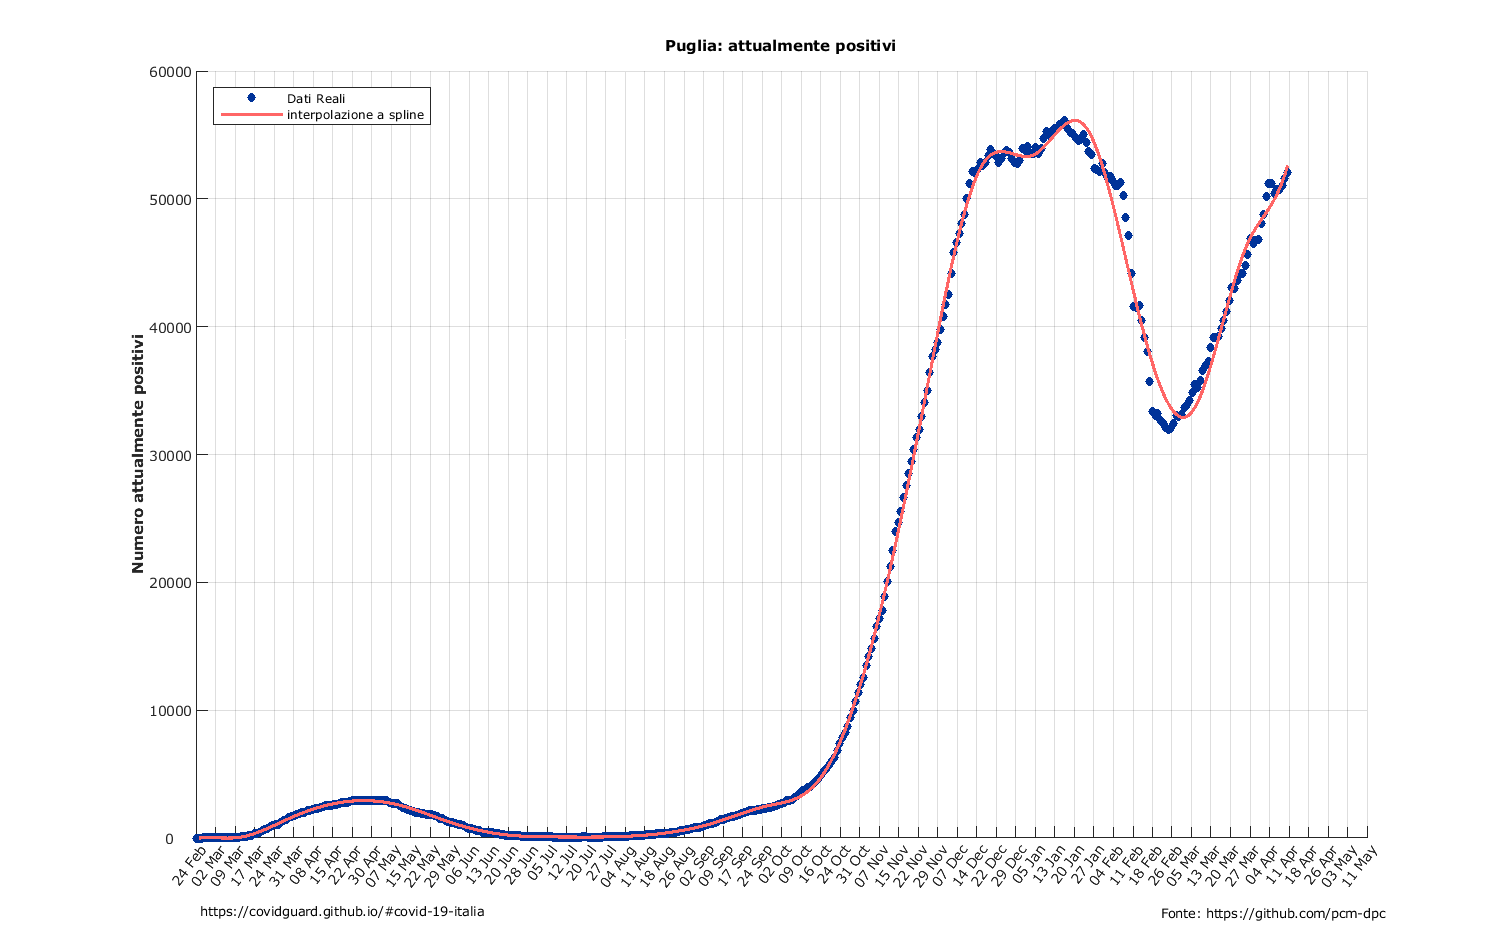 Puglia: attualmente positivi
60000
Dati Reali
interpolazione a spline
50000
40000
30000
20000
10000
0
Numero attualmente positivi
24 Feb
02 Mar
09 Mar
17 Mar
24 Mar
31 Mar
08 Apr
15 Apr
22 Apr
30 Apr
07 May
15 May
22 May
29 May
06 Jun
13 Jun
20 Jun
28 Jun
05 Jul
12 Jul
20 Jul
27 Jul
04 Aug
11 Aug
18 Aug
26 Aug
02 Sep
09 Sep
17 Sep
24 Sep
02 Oct
09 Oct
16 Oct
24 Oct
31 Oct
07 Nov
15 Nov
22 Nov
29 Nov
07 Dec
14 Dec
22 Dec
29 Dec
05 Jan
13 Jan
20 Jan
27 Jan
04 Feb
11 Feb
18 Feb
26 Feb
05 Mar
13 Mar
20 Mar
27 Mar
04 Apr
11 Apr
18 Apr
26 Apr
03 May
11 May
https://covidguard.github.io/#covid-19-italia
Fonte: https://github.com/pcm-dpc